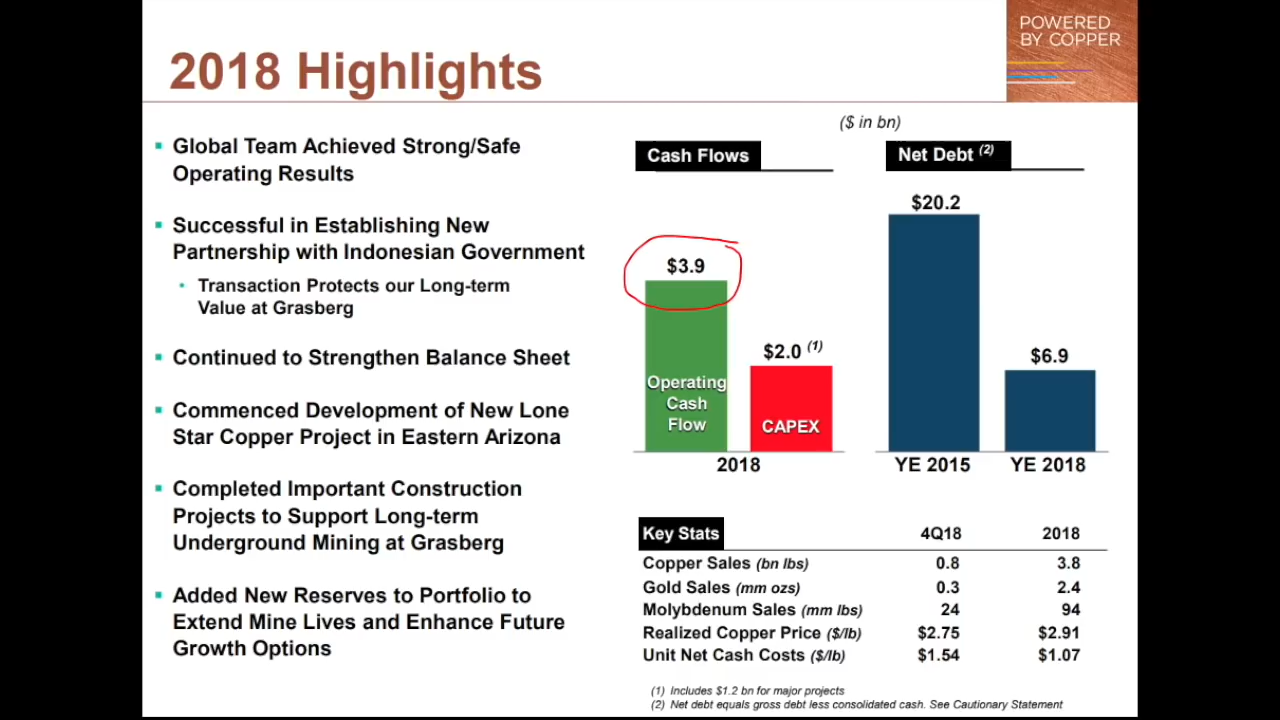 POWERED
BY COPPER
2018 Highlights
▪ Global Team Achieved Strong/Safe
Operating Results
▪ Successful in Establishing New
Partnership with Indonesian Government
• Transaction Protects our Long-term
Value at Grasberg
▪ Continued to Strengthen Balance Sheet
▪ Commenced Development of New Lone
Star Copper Project in Eastern Arizona
▪ Completed Important Construction
Projects to Support Long-term
Underground Mining at Grasberg
▪ Added New Reserves to Portfolio to
Extend Mine Lives and Enhance Future
Growth Options
($ in bn)
Cash Flows
$3.9
$2.0 (1)
Operating
Cash
Flow
CAPEX
2018
Net Debt (2)
$20.2
$6.9
YE 2015 YE 2018
Key Stats 4Q18 2018
Copper Sales (bn lbs) 0.8 3.8
Gold Sales (mm ozs) 0.3 2.4
Molybdenum Sales (mm lbs) 24 94
Realized Copper Price ($/lb) $2.75 $2.91
Unit Net Cash Costs ($/lb) $1.54 $1.07
(1) Includes $1.2 bn for major projects
(2) Net debt equals gross debt less consolidated cash. See Cautionary Statement